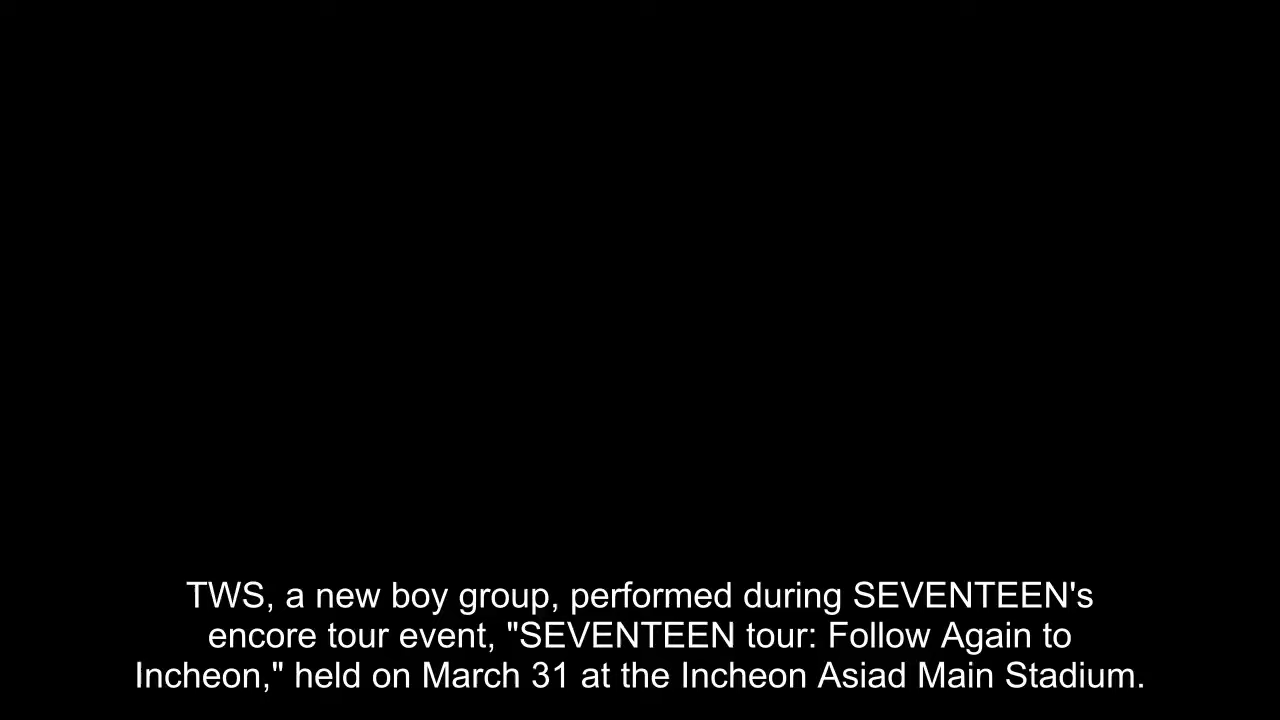 TWS, a new boy group, performed during SEVENTEEN's
encore tour event, "SEVENTEEN tour: Follow Again to
Incheon," held on March 31 at the Incheon Asiad Main Stadium.